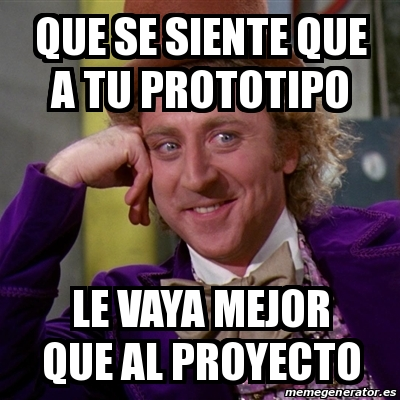 QUE SE SIENTE QUE
A TU PROTOTIPO
LE VAYA MEJOR
QUE AL PROYECTO
memegenerator.es